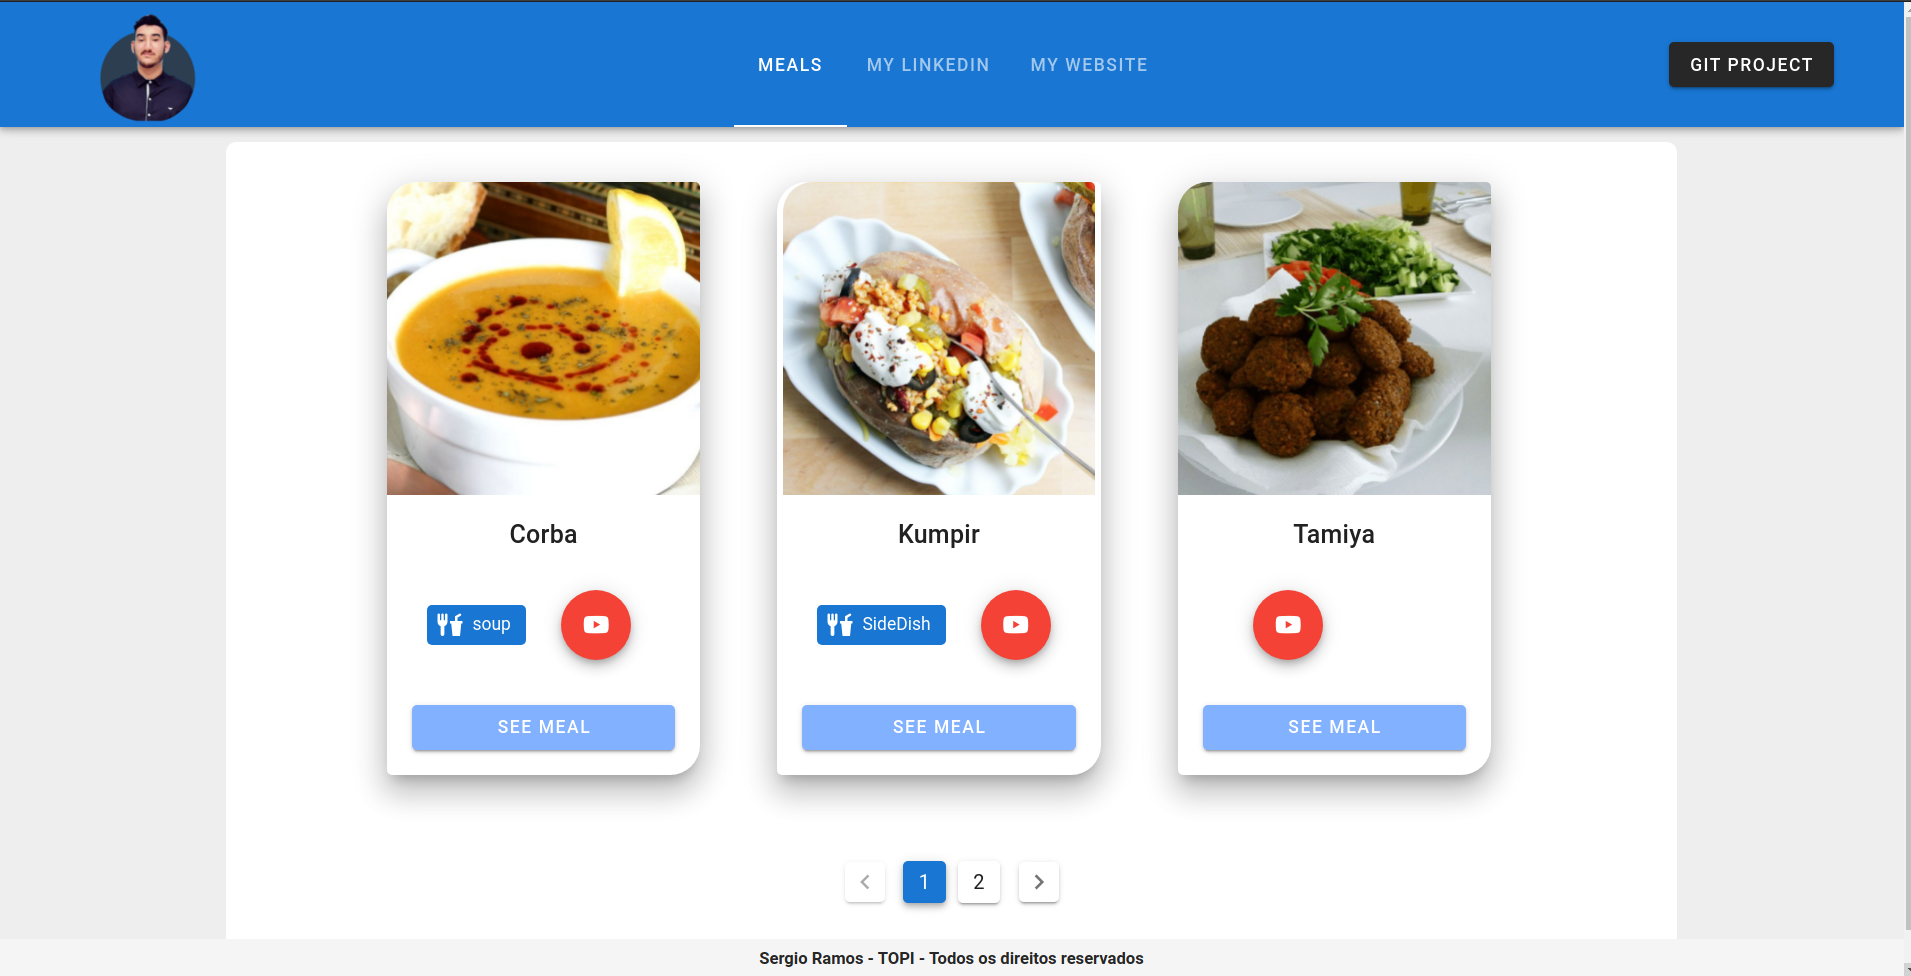 MEALS
MY LINKEDIN
MY WEBSITE
GIT PROJECT
Corba
Kumpir
Tamiya
soup
SideDish
SEE MEAL
SEE MEAL
SEE MEAL
1
2
Sergio Ramos - TOPI - Todos os direitos reservados